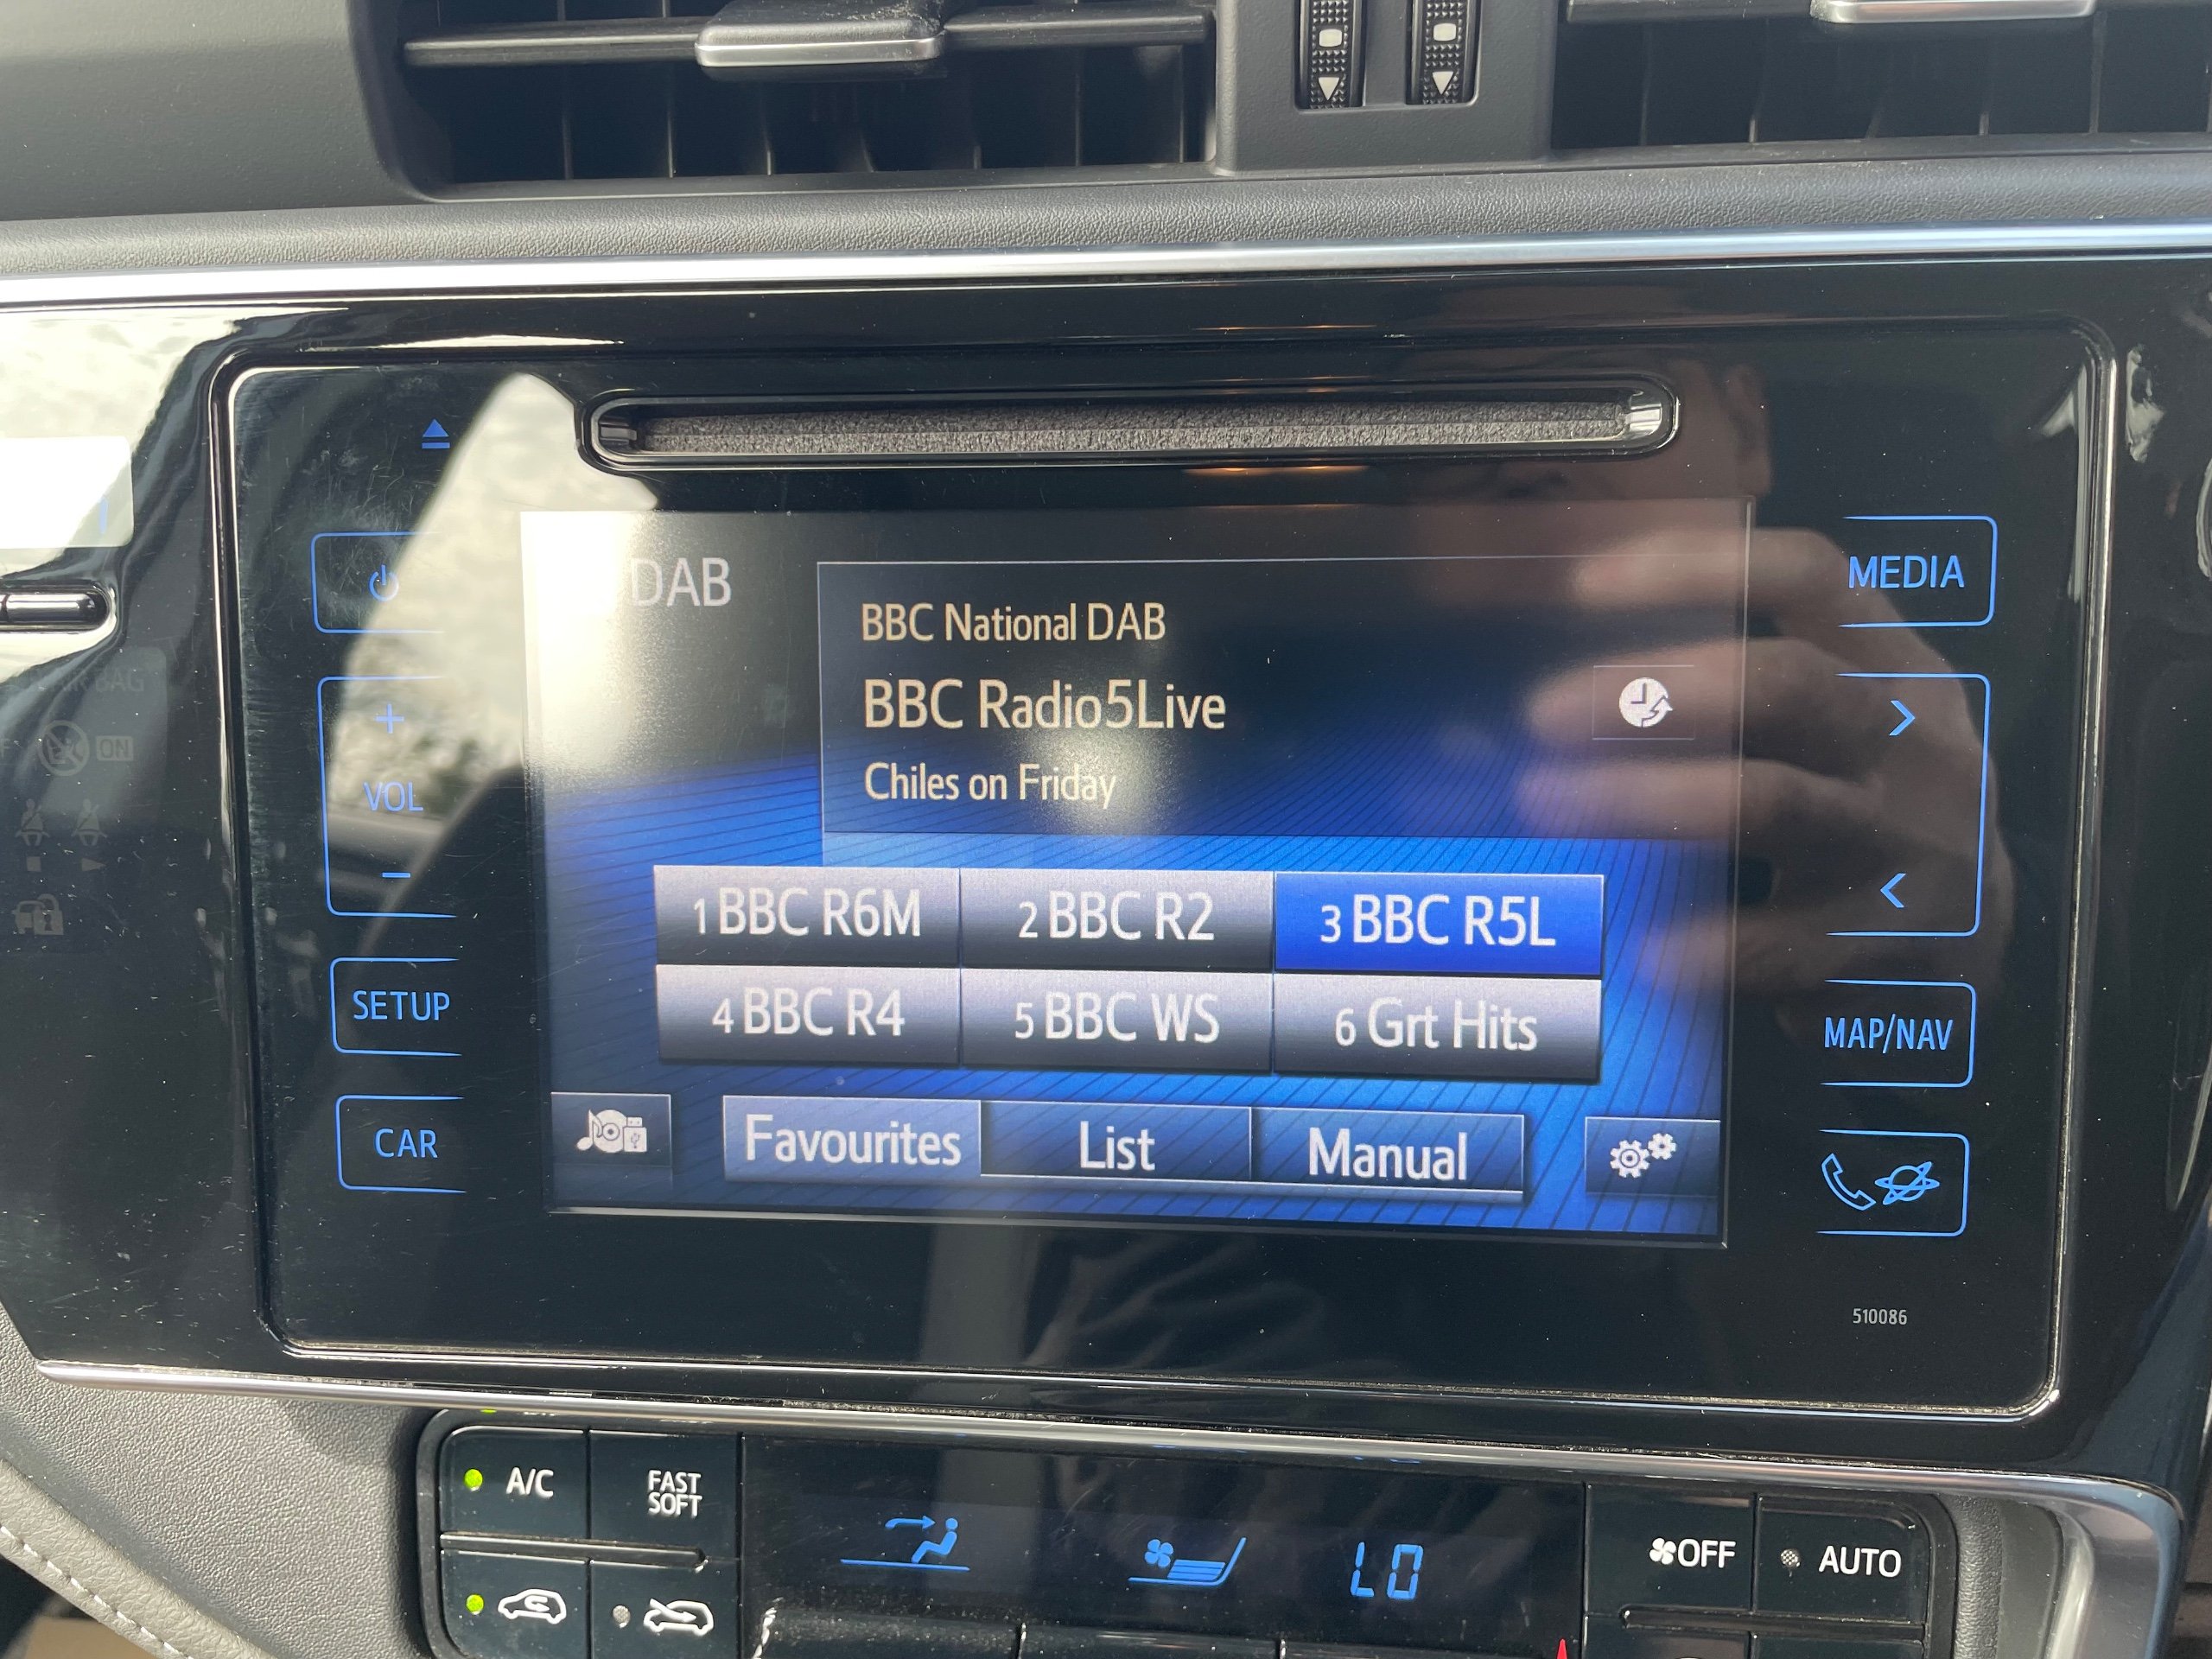 DAB
BBC National DAB
BBC Radio5Live
Chiles on Friday
1 BBC R6M
2 BBC R2
3 BBC R5L
4 BBC R4
5 BBC WS
6 Grt Hits
Favourites
List
Manual
+
VOL
−
SETUP
CAR
MEDIA
>
<
MAP/NAV
510086
BAG
ON
A/C
FAST
SOFT
LO
OFF
AUTO